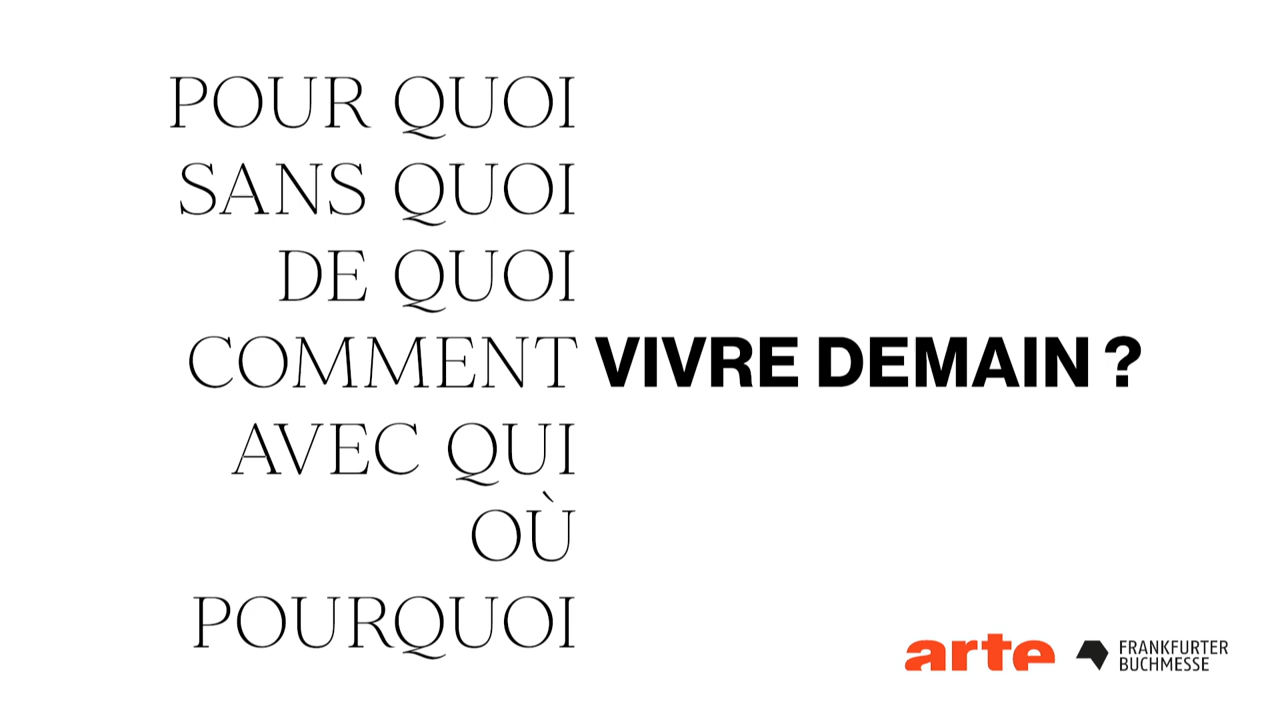 POUR QUOI
SANS QUOI
DE QUOI
COMMENT VIVRE DEMAIN ?
AVEC QUI
OÙ
POURQUOI
arte
FRANKFURTER
BUCHMESSE